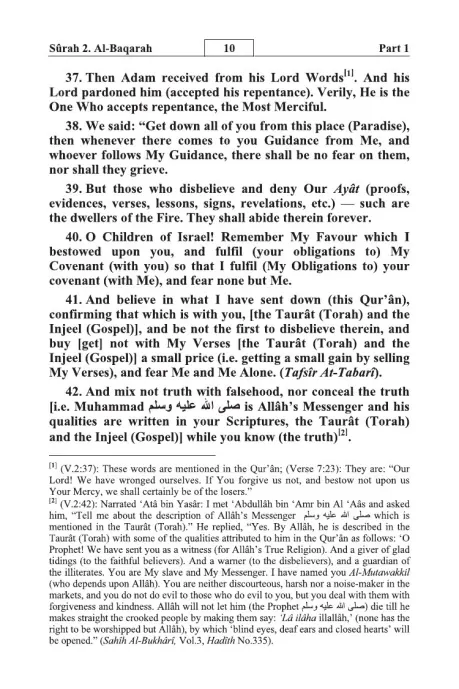 Sûrah 2. Al-Baqarah 10 Part 1
37. Then Adam received from his Lord Words[1]. And his
Lord pardoned him (accepted his repentance). Verily, He is the
One Who accepts repentance, the Most Merciful.
38. We said: “Get down all of you from this place (Paradise),
then whenever there comes to you Guidance from Me, and
whoever follows My Guidance, there shall be no fear on them,
nor shall they grieve.
39. But those who disbelieve and deny Our Ayât (proofs,
evidences, verses, lessons, signs, revelations, etc.) — such are
the dwellers of the Fire. They shall abide therein forever.
40. O Children of Israel! Remember My Favour which I
bestowed upon you, and fulfil (your obligations to) My
Covenant (with you) so that I fulfil (My Obligations to) your
covenant (with Me), and fear none but Me.
41. And believe in what I have sent down (this Qur’ân),
confirming that which is with you, [the Taurât (Torah) and the
Injeel (Gospel)], and be not the first to disbelieve therein, and
buy [get] not with My Verses [the Taurât (Torah) and the
Injeel (Gospel)] a small price (i.e. getting a small gain by selling
My Verses), and fear Me and Me Alone. (Tafsîr At-Tabarî).
42. And mix not truth with falsehood, nor conceal the truth
[i.e. Muhammad صلى الله عليه وسلم is Allâh’s Messenger and his
qualities are written in your Scriptures, the Taurât (Torah)
and the Injeel (Gospel)] while you know (the truth)[2].
[1] (V.2:37): These words are mentioned in the Qur’ân; (Verse 7:23): They are: “Our
Lord! We have wronged ourselves. If You forgive us not, and bestow not upon us
Your Mercy, we shall certainly be of the losers.”
[2] (V.2:42): Narrated ‘Atâ bin Yasâr: I met ‘Abdullâh bin ‘Amr bin Al ‘Aâs and asked
him, “Tell me about the description of Allâh’s Messenger صلى الله عليه وسلم which is
mentioned in the Taurât (Torah).” He replied, “Yes. By Allâh, he is described in the
Taurât (Torah) with some of the qualities attributed to him in the Qur’ân as follows: ‘O
Prophet! We have sent you as a witness (for Allâh’s True Religion). And a giver of glad
tidings (to the faithful believers). And a warner (to the disbelievers), and a guardian of
the illiterates. You are My slave and My Messenger. I have named you Al-Mutawakkil
(who depends upon Allâh). You are neither discourteous, harsh nor a noise-maker in the
markets, and you do not do evil to those who do evil to you, but you deal with them with
forgiveness and kindness. Allâh will not let him (the Prophet صلى الله عليه وسلم) die till he
makes straight the crooked people by making them say: ‘Lâ ilâha illallâh,’ (none has the
right to be worshipped but Allâh), by which ‘blind eyes, deaf ears and closed hearts’ will
be opened.” (Sahîh Al-Bukhârî, Vol.3, Hadîth No.335).